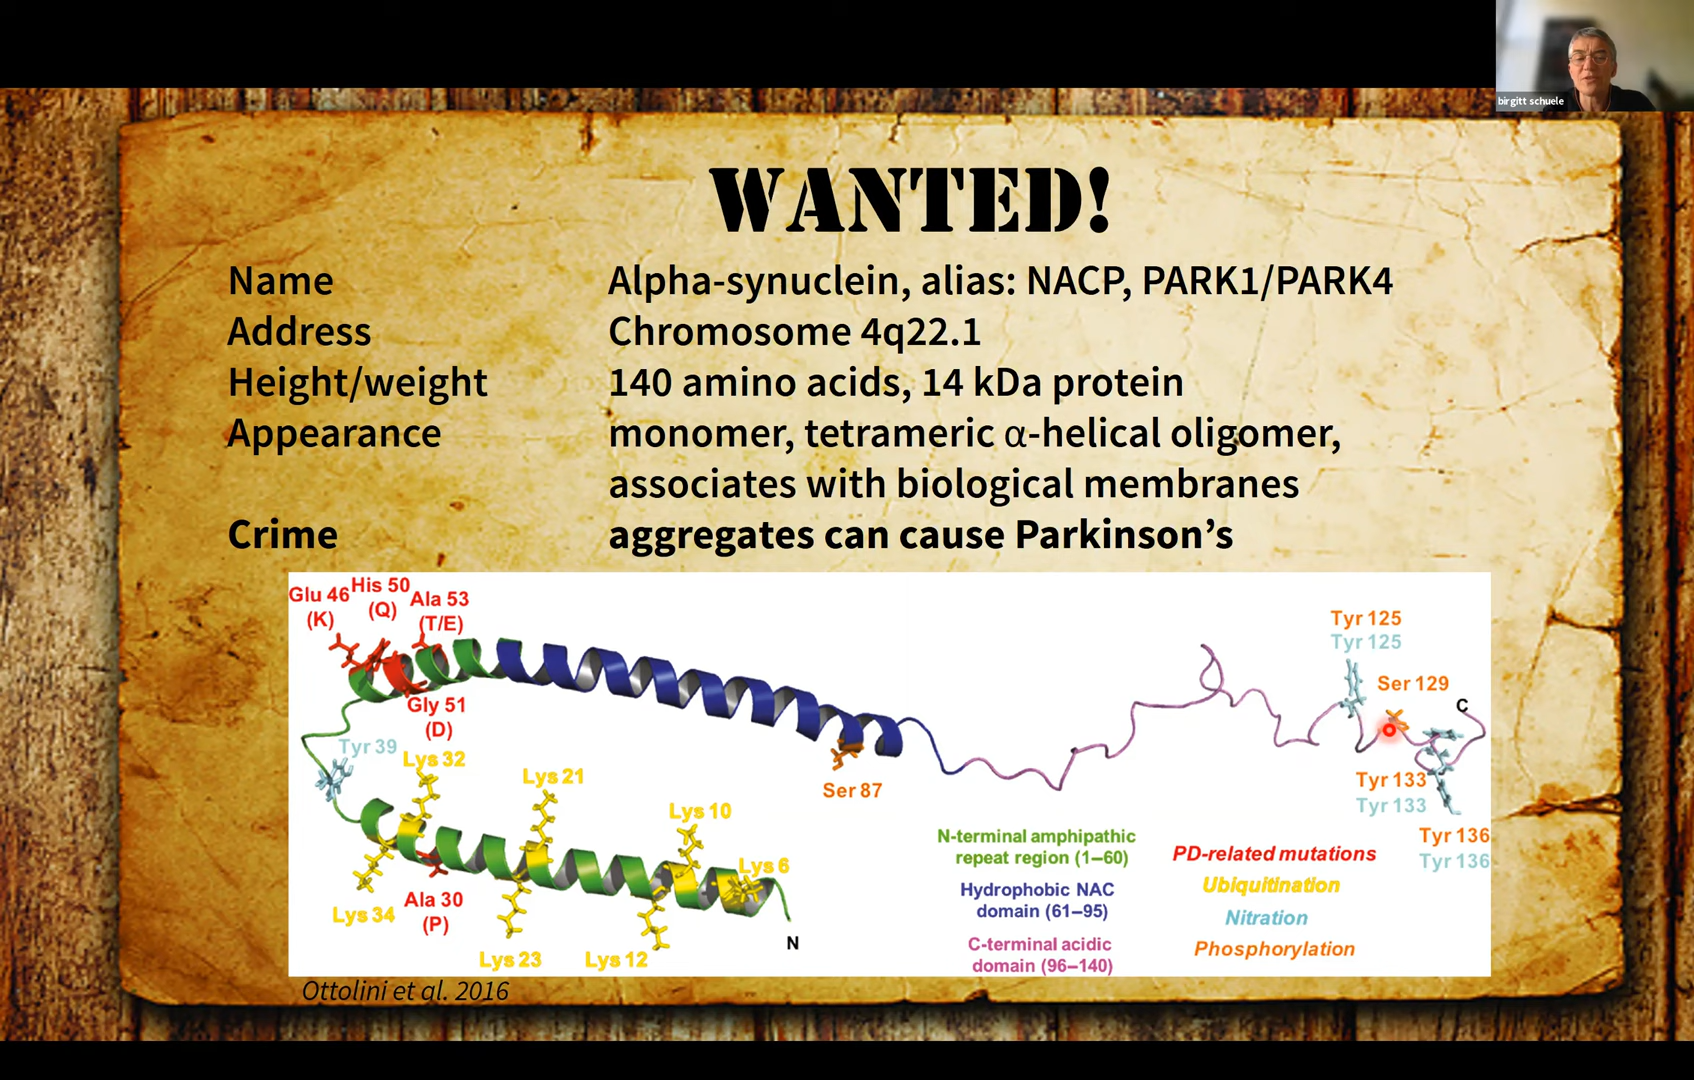 birgitt schuele
WANTED!
Name Alpha-synuclein, alias: NACP, PARK1/PARK4
Address Chromosome 4q22.1
Height/weight 140 amino acids, 14 kDa protein
Appearance monomer, tetrameric α-helical oligomer,
associates with biological membranes
Crime aggregates can cause Parkinson’s
Glu 46
(K)
His 50
(Q)
Ala 53
(T/E)
Gly 51
(D)
Tyr 39
Lys 32
Lys 21
Lys 10
Lys 6
Lys 34
Ala 30
(P)
Lys 23
Lys 12
N
Ser 87
Tyr 125
Tyr 125
Ser 129
C
Tyr 133
Tyr 133
Tyr 136
Tyr 136
N-terminal amphipathic
repeat region (1–60)
Hydrophobic NAC
domain (61–95)
C-terminal acidic
domain (96–140)
PD-related mutations
Ubiquitination
Nitration
Phosphorylation
Ottolini et al. 2016